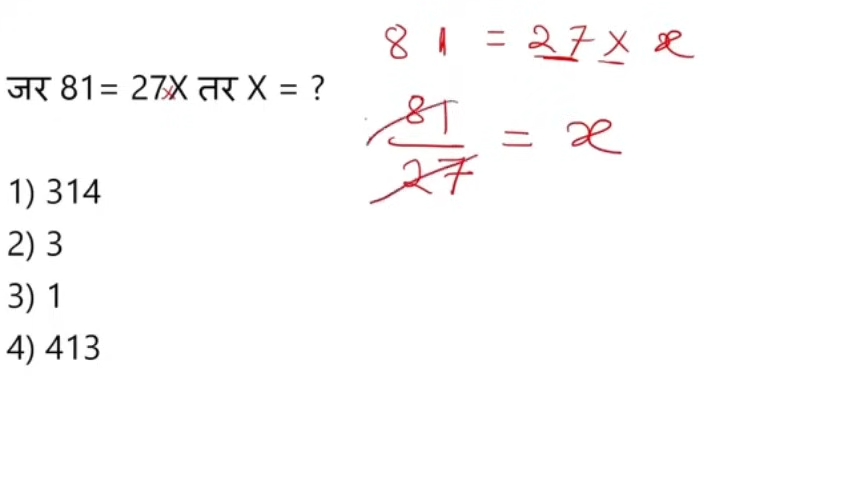 जर 81= 27X तर X = ?
1) 314
2) 3
3) 1
4) 413
81 = 27 × x
81
27
= x